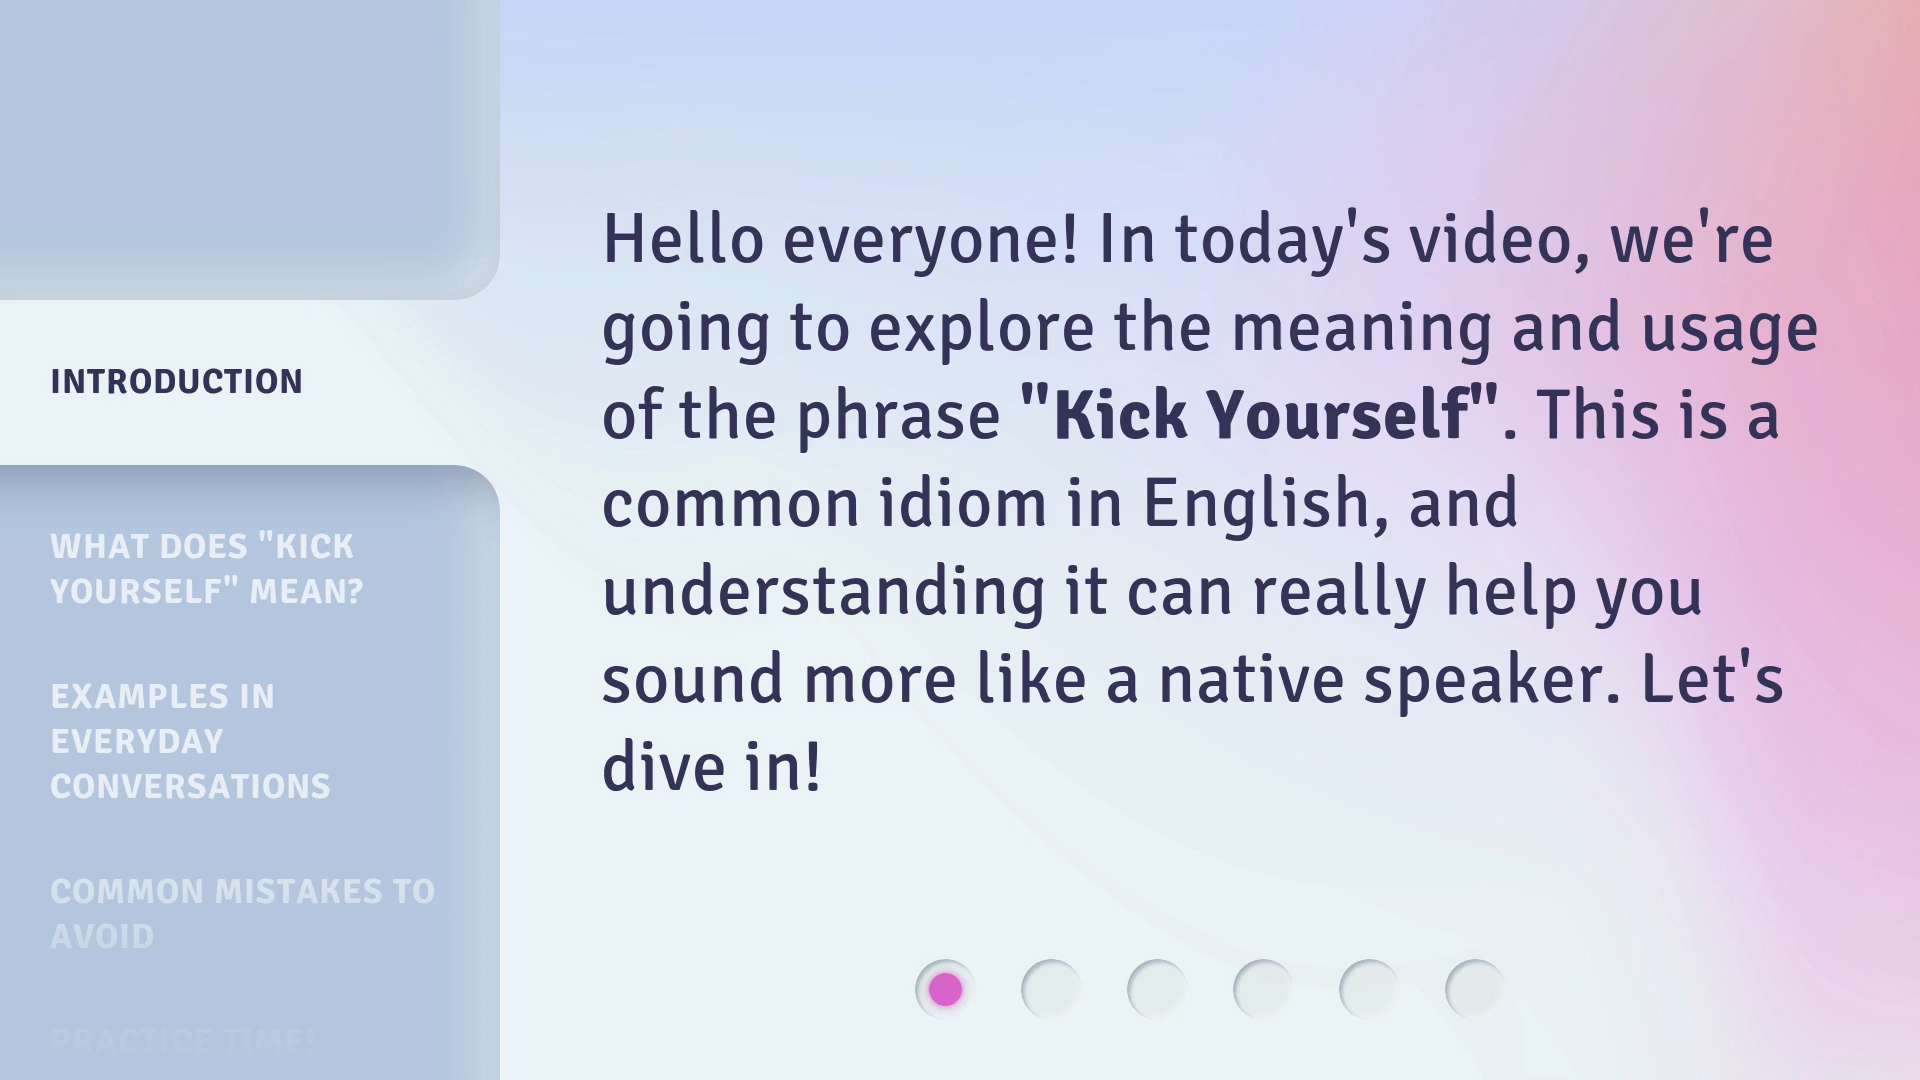 INTRODUCTION
WHAT DOES "KICK
YOURSELF" MEAN?
EXAMPLES IN
EVERYDAY
CONVERSATIONS
COMMON MISTAKES TO
AVOID
PRACTICE TIME!
Hello everyone! In today's video, we're
going to explore the meaning and usage
of the phrase "Kick Yourself". This is a
common idiom in English, and
understanding it can really help you
sound more like a native speaker. Let's
dive in!